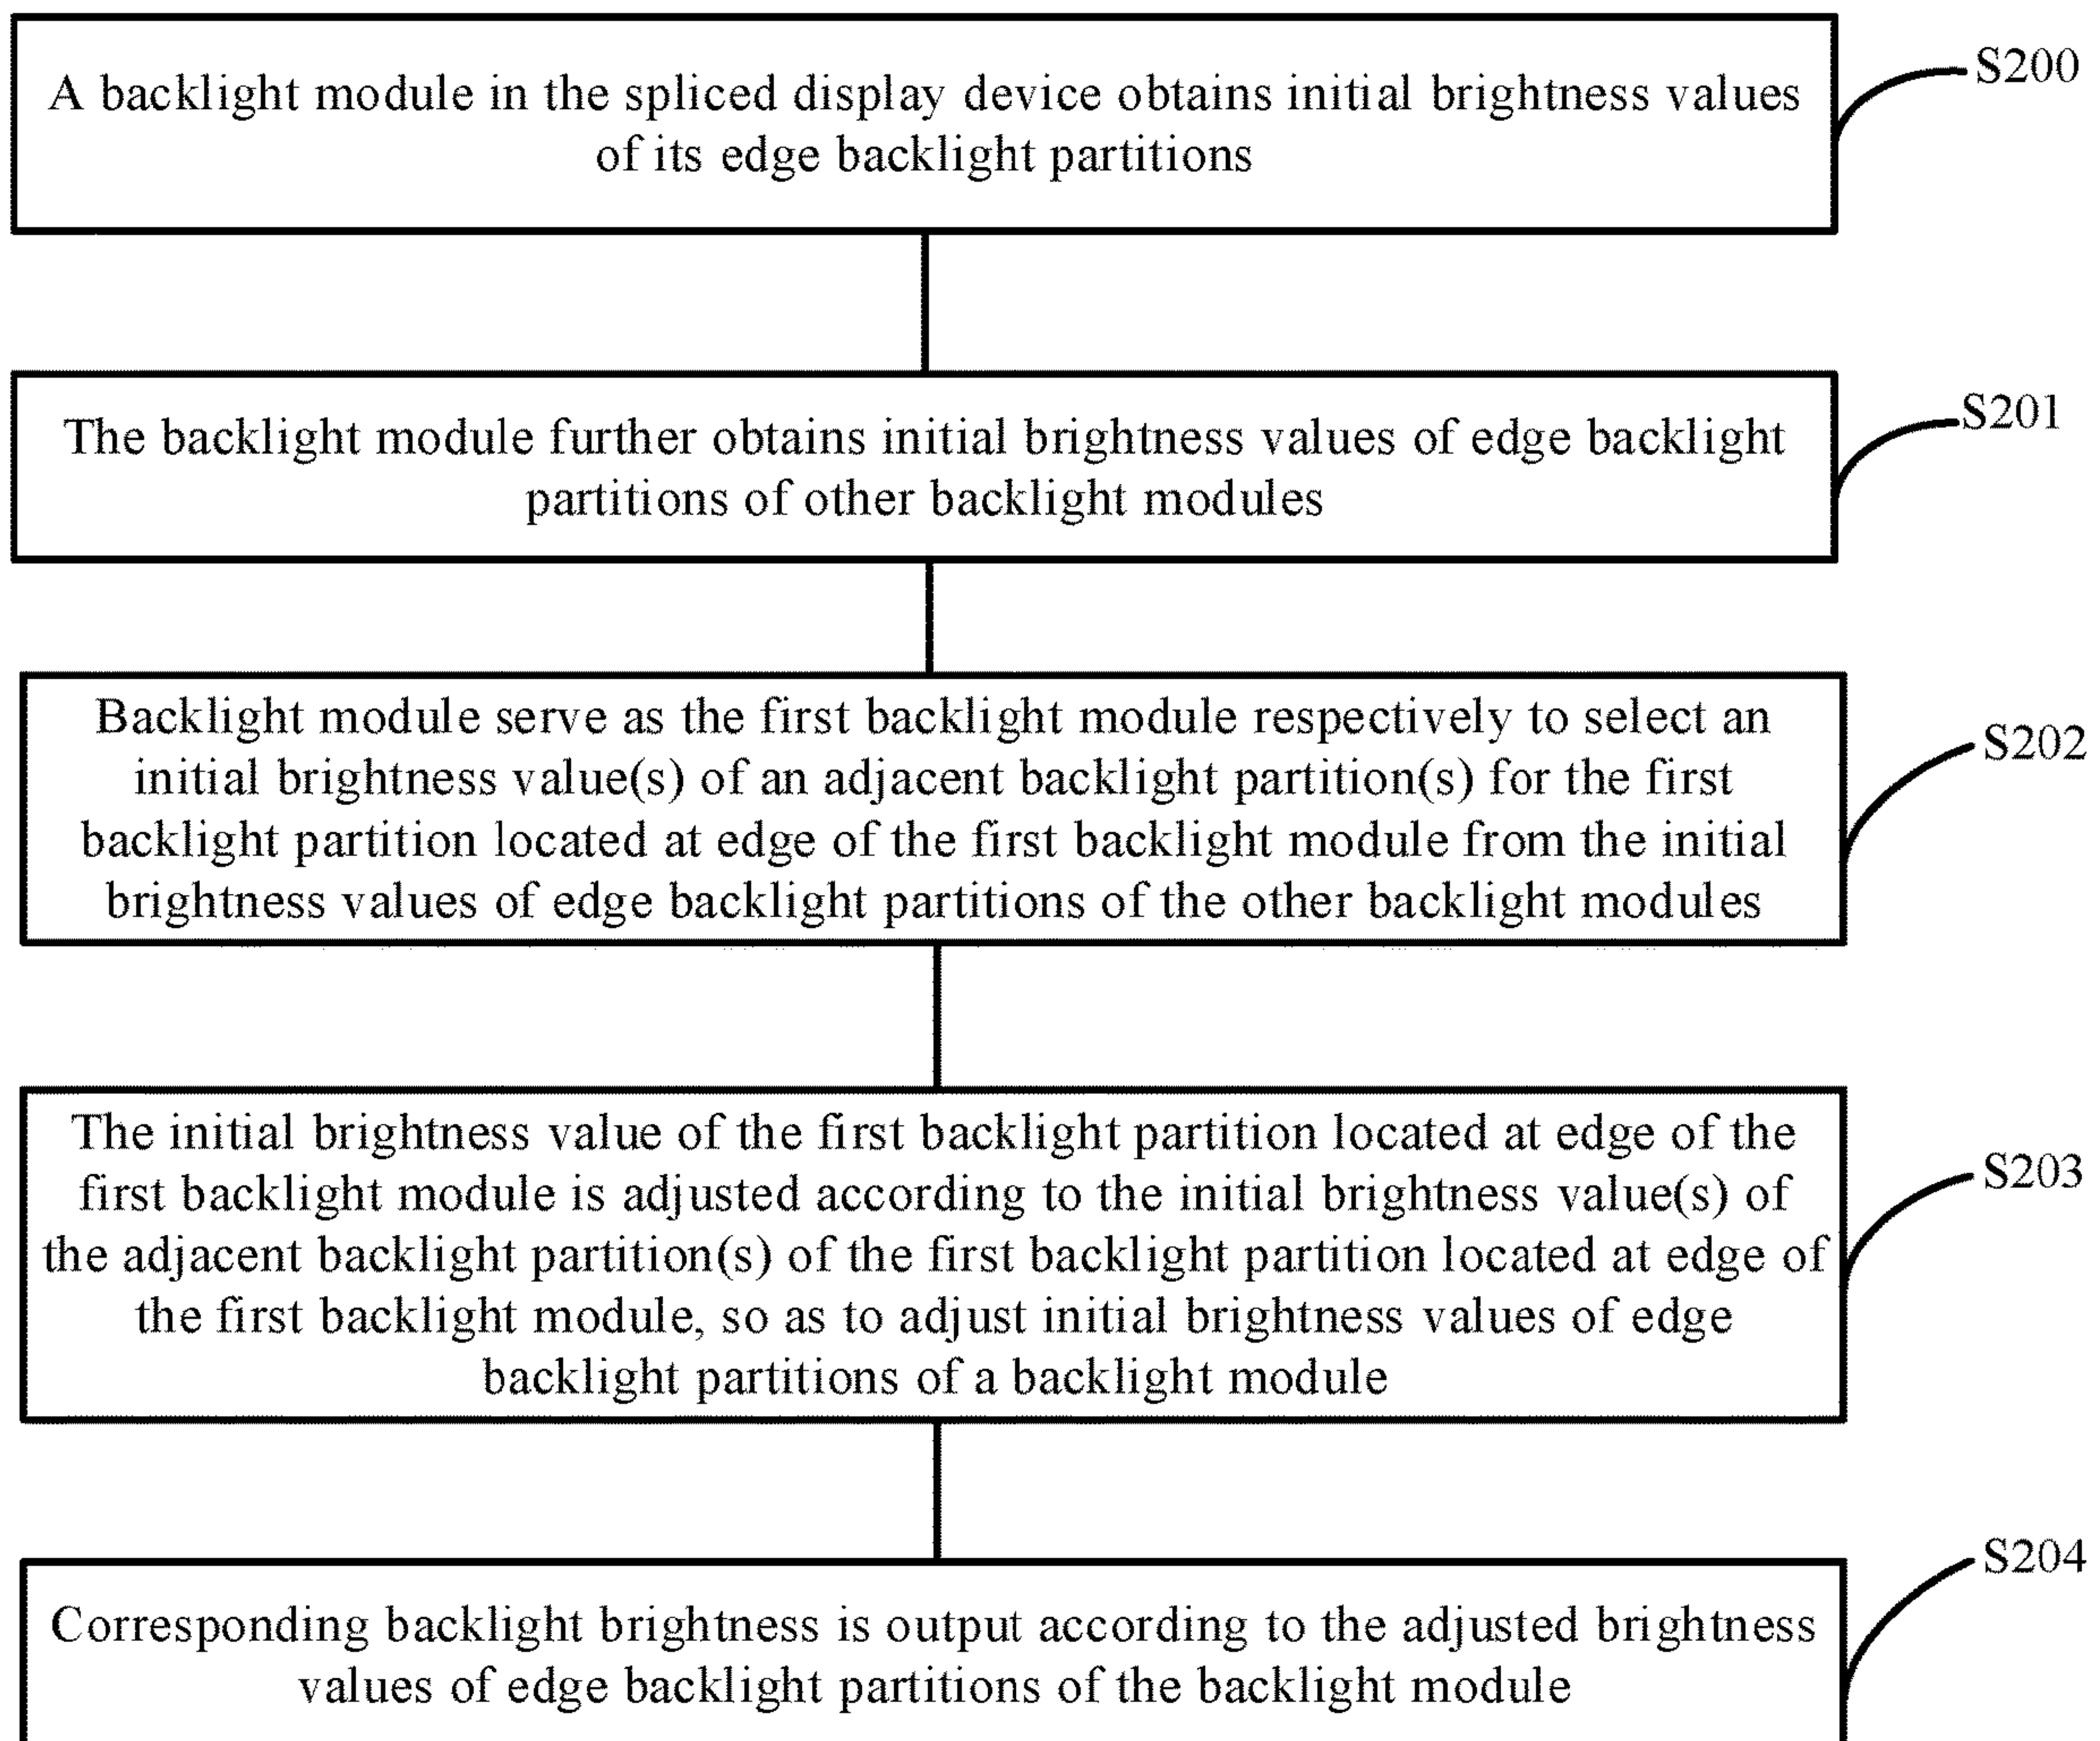 A backlight module in the spliced display device obtains initial brightness values
of its edge backlight partitions
S200
The backlight module further obtains initial brightness values of edge backlight
partitions of other backlight modules
S201
Backlight module serve as the first backlight module respectively to select an
initial brightness value(s) of an adjacent backlight partition(s) for the first
backlight partition located at edge of the first backlight module from the initial
brightness values of edge backlight partitions of the other backlight modules
S202
The initial brightness value of the first backlight partition located at edge of the
first backlight module is adjusted according to the initial brightness value(s) of
the adjacent backlight partition(s) of the first backlight partition located at edge of
the first backlight module, so as to adjust initial brightness values of edge
backlight partitions of a backlight module
S203
Corresponding backlight brightness is output according to the adjusted brightness
values of edge backlight partitions of the backlight module
S204